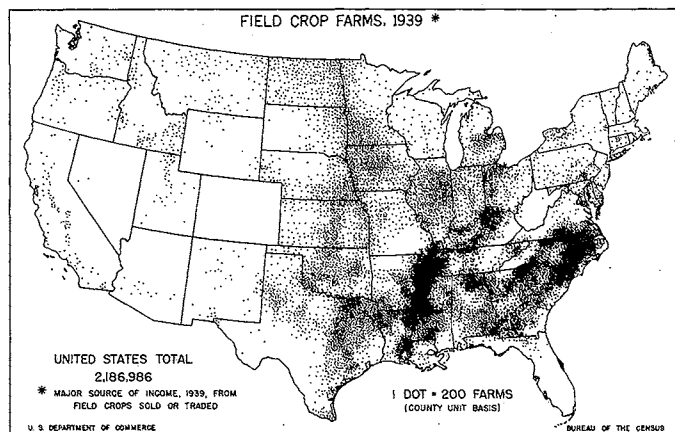 FIELD CROP FARMS, 1939 *
UNITED STATES TOTAL
2,186,986
* MAJOR SOURCE OF INCOME, 1939, FROM
FIELD CROPS SOLD OR TRADED
1 DOT = 200 FARMS
(COUNTY UNIT BASIS)
U. S. DEPARTMENT OF COMMERCE
BUREAU OF THE CENSUS